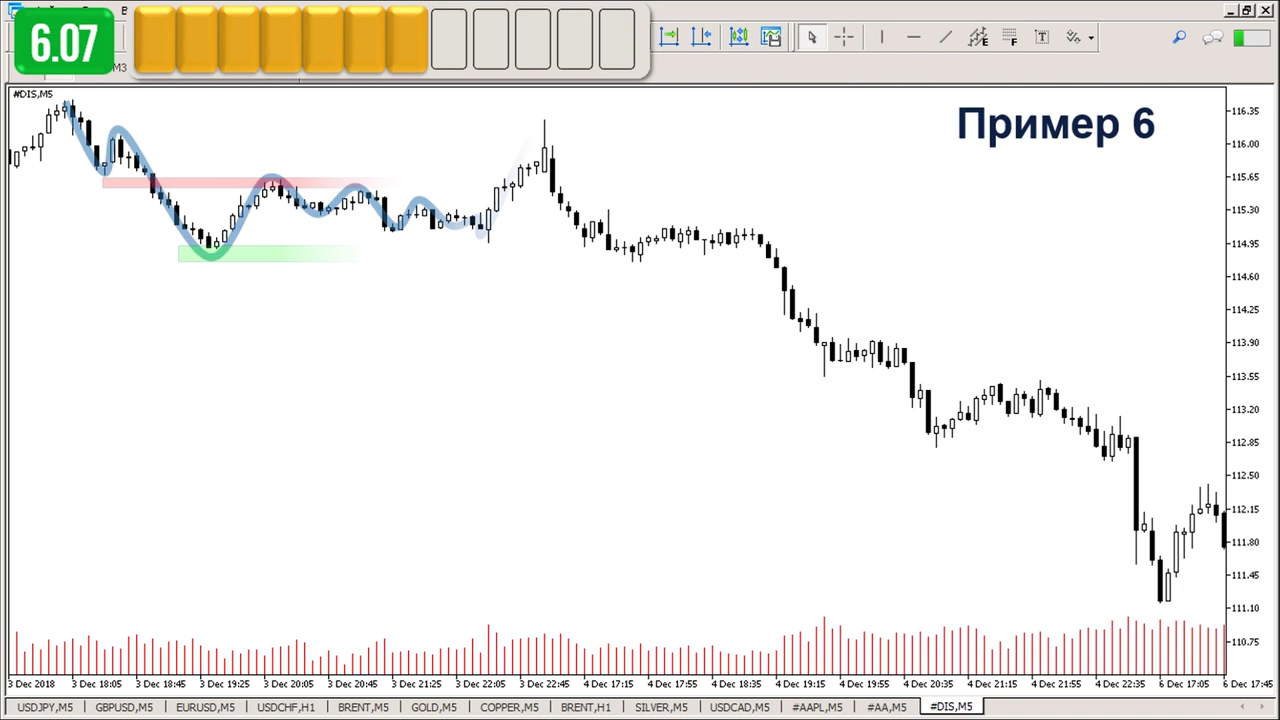 В
6.07
M3
E
F
T
#DIS,M5
Пример 6
116.35
116.00
115.65
115.30
114.95
114.60
114.25
113.90
113.55
113.20
112.85
112.50
112.15
111.80
111.45
111.10
110.75
3 Dec 2018
3 Dec 18:05
3 Dec 18:45
3 Dec 19:25
3 Dec 20:05
3 Dec 20:45
3 Dec 21:25
3 Dec 22:05
3 Dec 22:45
4 Dec 17:15
4 Dec 17:55
4 Dec 18:35
4 Dec 19:15
4 Dec 19:55
4 Dec 20:35
4 Dec 21:15
4 Dec 21:55
4 Dec 22:35
6 Dec 17:05
6 Dec 17:45
USDJPY,M5
GBPUSD,M5
EURUSD,M5
USDCHF,H1
BRENT,M5
GOLD,M5
COPPER,M5
BRENT,H1
SILVER,M5
USDCAD,M5
#AAPL,M5
#AA,M5
#DIS,M5